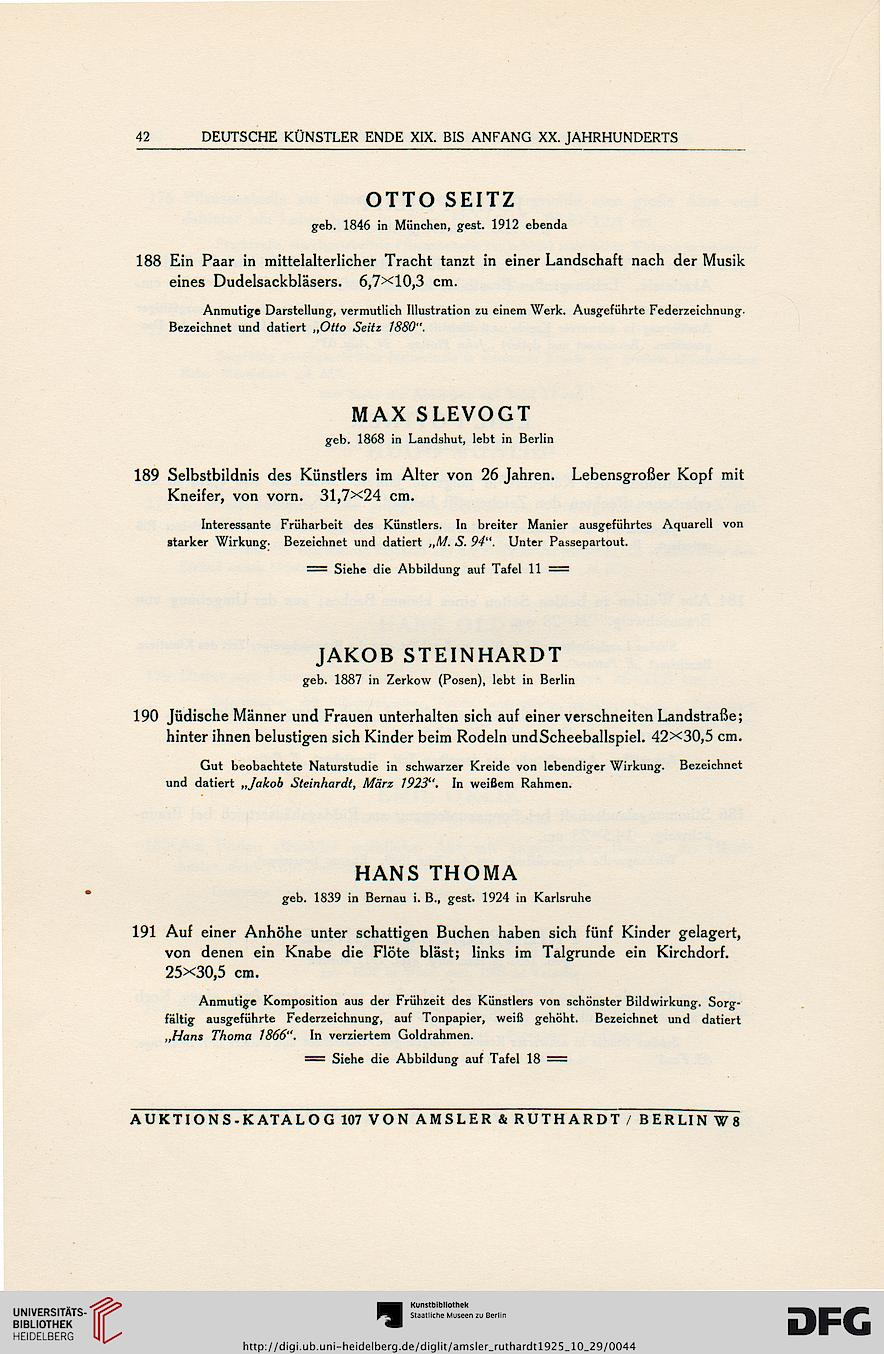 42 DEUTSCHE KÜNSTLER ENDE XIX. BIS ANFANG XX. JAHRHUNDERTS
OTTO SEITZ
geb. 1846 in München, gest. 1912 ebenda
188 Ein Paar in mittelalterlicher Tracht tanzt in einer Landschaft nach der Musik
eines Dudelsackbläsers. 6,7×10,3 cm.
Anmutige Darstellung, vermutlich Illustration zu einem Werk. Ausgeführte Federzeichnung.
Bezeichnet und datiert „Otto Seitz 1880“.
MAX SLEVOGT
geb. 1868 in Landshut, lebt in Berlin
189 Selbstbildnis des Künstlers im Alter von 26 Jahren. Lebensgroßer Kopf mit
Kneifer, von vorn. 31,7×24 cm.
Interessante Früharbeit des Künstlers. In breiter Manier ausgeführtes Aquarell von
starker Wirkung. Bezeichnet und datiert „M. S. 94“. Unter Passepartout.
== Siehe die Abbildung auf Tafel 11 ==
JAKOB STEINHARDT
geb. 1887 in Zerkow (Posen), lebt in Berlin
190 Jüdische Männer und Frauen unterhalten sich auf einer verschneiten Landstraße;
hinter ihnen belustigen sich Kinder beim Rodeln und Scheeballspiel. 42×30,5 cm.
Gut beobachtete Naturstudie in schwarzer Kreide von lebendiger Wirkung. Bezeichnet
und datiert „Jakob Steinhardt, März 1923“. In weißem Rahmen.
HANS THOMA
geb. 1839 in Bernau i. B., gest. 1924 in Karlsruhe
191 Auf einer Anhöhe unter schattigen Buchen haben sich fünf Kinder gelagert,
von denen ein Knabe die Flöte bläst; links im Talgrunde ein Kirchdorf.
25×30,5 cm.
Anmutige Komposition aus der Frühzeit des Künstlers von schönster Bildwirkung. Sorg-
fältig ausgeführte Federzeichnung, auf Tonpapier, weiß gehöht. Bezeichnet und datiert
„Hans Thoma 1866“. In verziertem Goldrahmen.
== Siehe die Abbildung auf Tafel 18 ==
AUKTIONS-KATALOG 107 VON AMSLER & RUTHARDT / BERLIN W 8
UNIVERSITÄTS-
BIBLIOTHEK
HEIDELBERG
Kunstbibliothek
Staatliche Museen zu Berlin
DFG
http://digi.ub.uni-heidelberg.de/diglit/amsler_ruthardt1925_10_29/0044